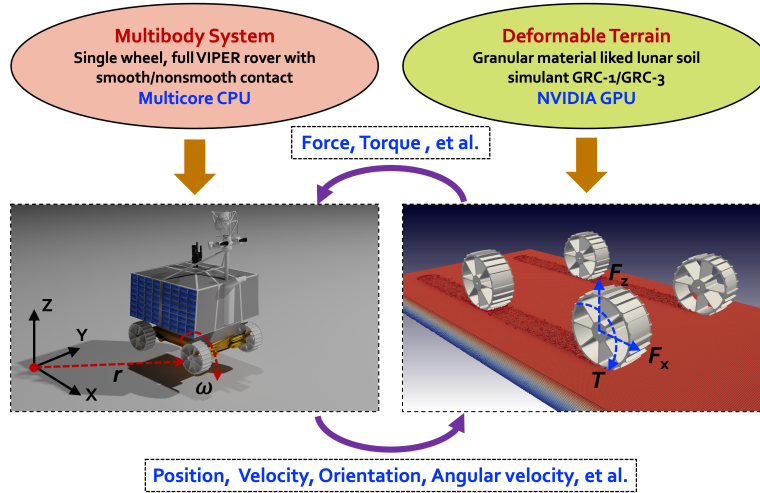 Multibody System
Single wheel, full VIPER rover with
smooth/nonsmooth contact
Multicore CPU
Deformable Terrain
Granular material liked lunar soil
simulant GRC-1/GRC-3
NVIDIA GPU
Force, Torque , et al.
Z
Y
X
r
ω
F_z
F_x
T
Position, Velocity, Orientation, Angular velocity, et al.